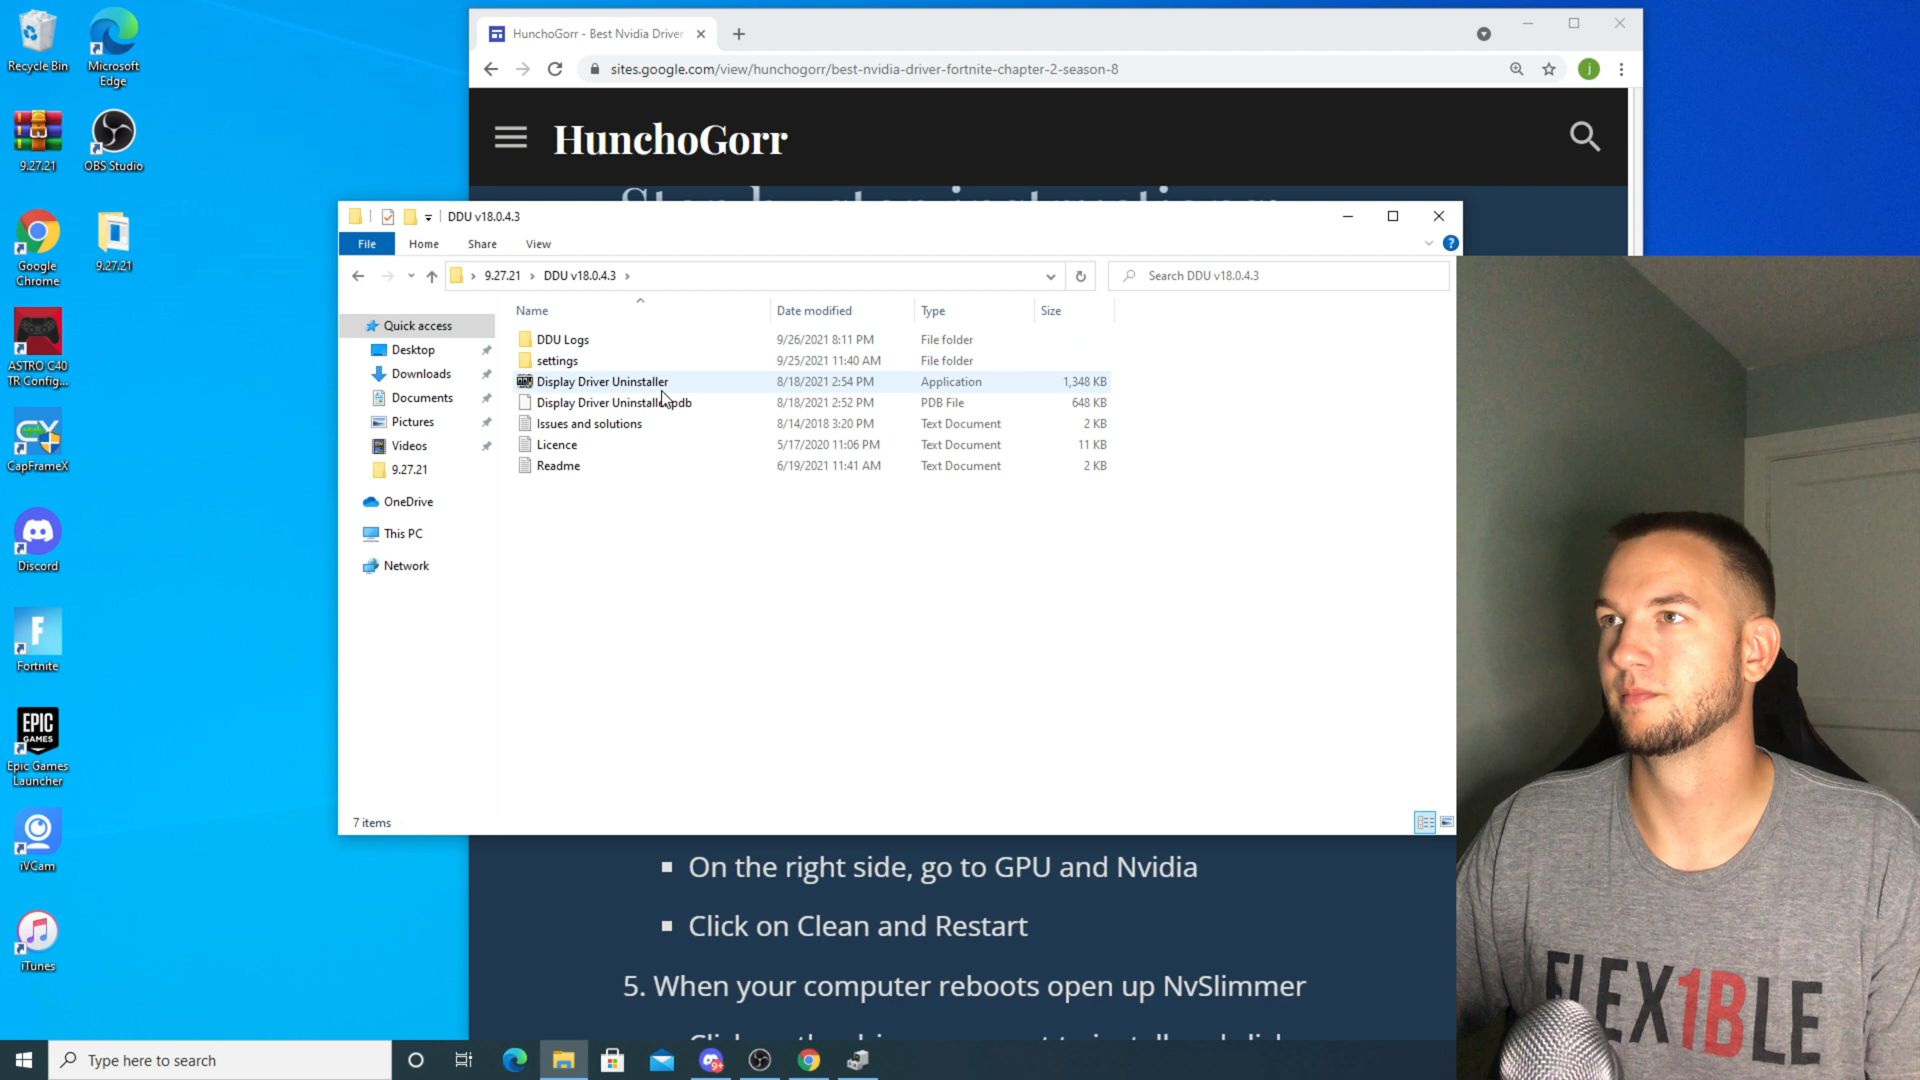 Recycle Bin
Microsoft
Edge
9.27.21
OBS Studio
Google
Chrome
9.27.21
ASTRO C40
TR Config...
CapFrameX
Discord
Fortnite
EPIC
GAMES
Epic Games
Launcher
iVCam
iTunes
HunchoGorr - Best Nvidia Driver
sites.google.com/view/hunchogorr/best-nvidia-driver-fortnite-chapter-2-season-8
j
HunchoGorr
DDU v18.0.4.3
File Home Share View
9.27.21 > DDU v18.0.4.3 >
Search DDU v18.0.4.3
Quick access
Desktop
Downloads
Documents
Pictures
Videos
9.27.21
OneDrive
This PC
Network
Name Date modified Type Size
DDU Logs 9/26/2021 8:11 PM File folder
settings 9/25/2021 11:40 AM File folder
Display Driver Uninstaller 8/18/2021 2:54 PM Application 1,348 KB
Display Driver Uninstaller.pdb 8/18/2021 2:52 PM PDB File 648 KB
Issues and solutions 8/14/2018 3:20 PM Text Document 2 KB
Licence 5/17/2020 11:06 PM Text Document 11 KB
Readme 6/19/2021 11:41 AM Text Document 2 KB
7 items
On the right side, go to GPU and Nvidia
Click on Clean and Restart
5. When your computer reboots open up NvSlimmer
FLEX1BLE
Type here to search